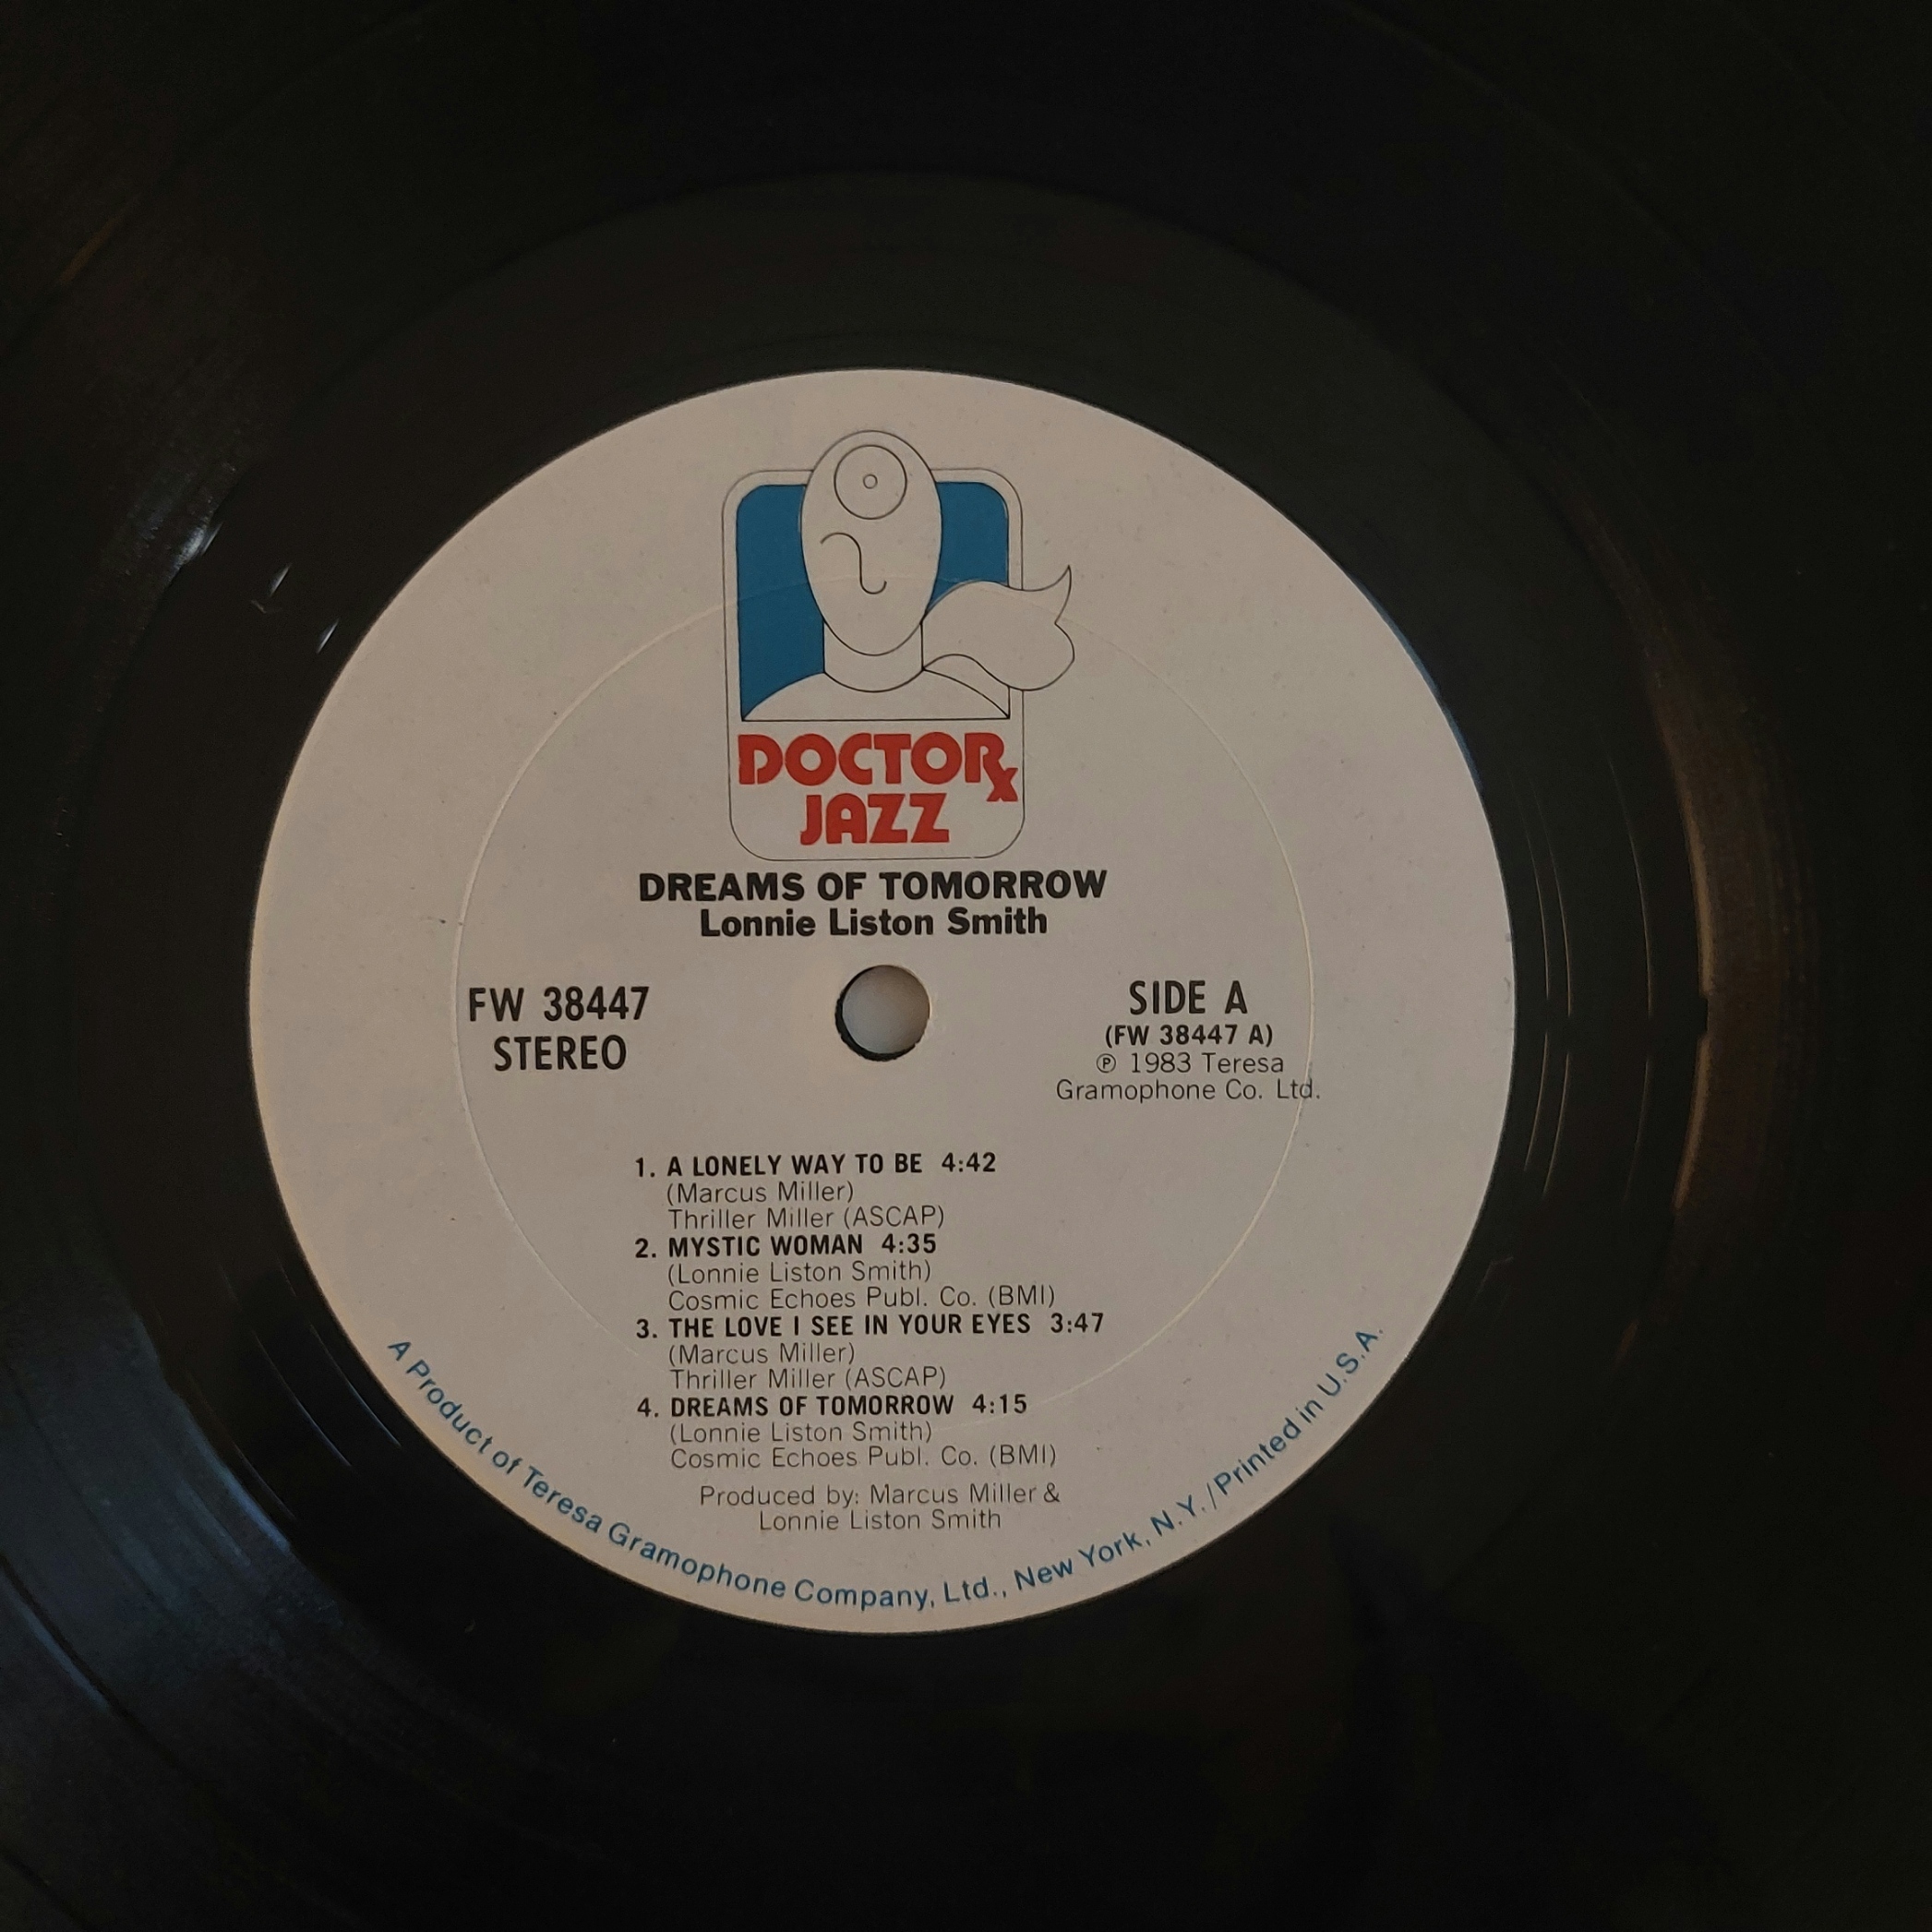 DOCTOR
JAZZ
DREAMS OF TOMORROW
Lonnie Liston Smith
FW 38447
STEREO
SIDE A
(FW 38447 A)
℗ 1983 Teresa
Gramophone Co. Ltd.
1. A LONELY WAY TO BE 4:42
(Marcus Miller)
Thriller Miller (ASCAP)
2. MYSTIC WOMAN 4:35
(Lonnie Liston Smith)
Cosmic Echoes Publ. Co. (BMI)
3. THE LOVE I SEE IN YOUR EYES 3:47
(Marcus Miller)
Thriller Miller (ASCAP)
4. DREAMS OF TOMORROW 4:15
(Lonnie Liston Smith)
Cosmic Echoes Publ. Co. (BMI)
Produced by: Marcus Miller &
Lonnie Liston Smith
A Product of Teresa Gramophone Company, Ltd., New York, N.Y./Printed in U.S.A.